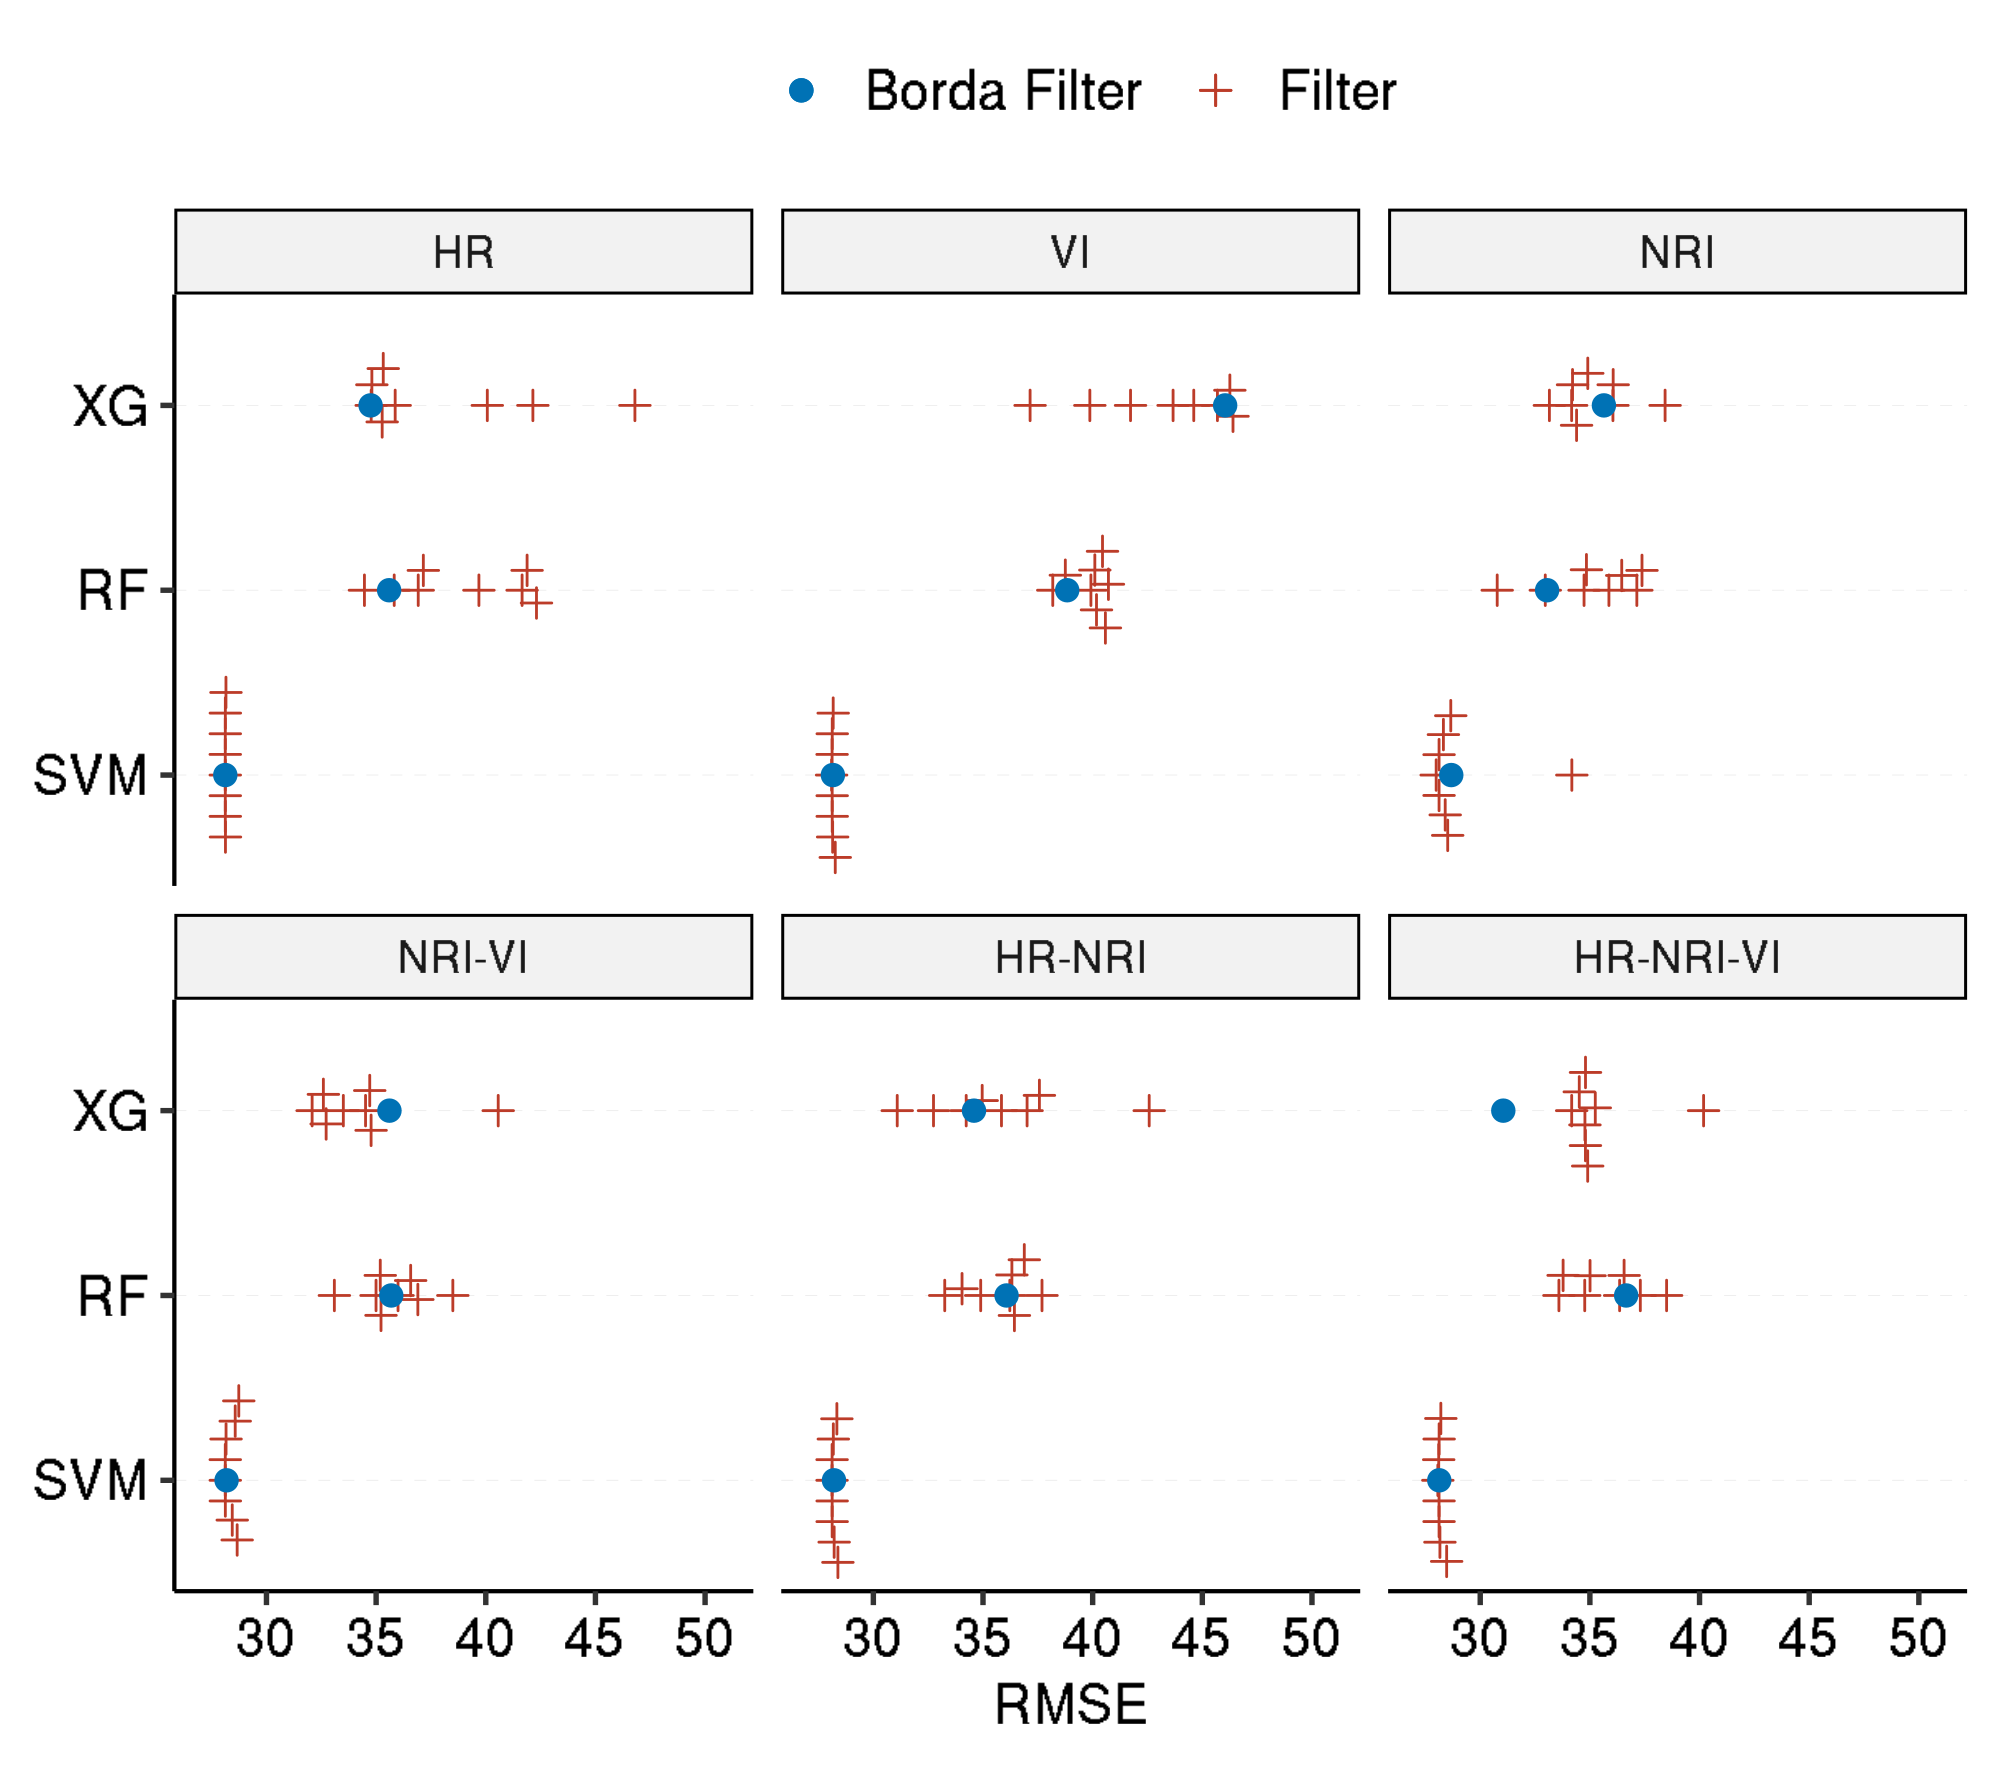 Borda Filter Filter
HR VI NRI
XG
RF
SVM
NRI-VI HR-NRI HR-NRI-VI
XG
RF
SVM
30 35 40 45 50 30 35 40 45 50 30 35 40 45 50
RMSE